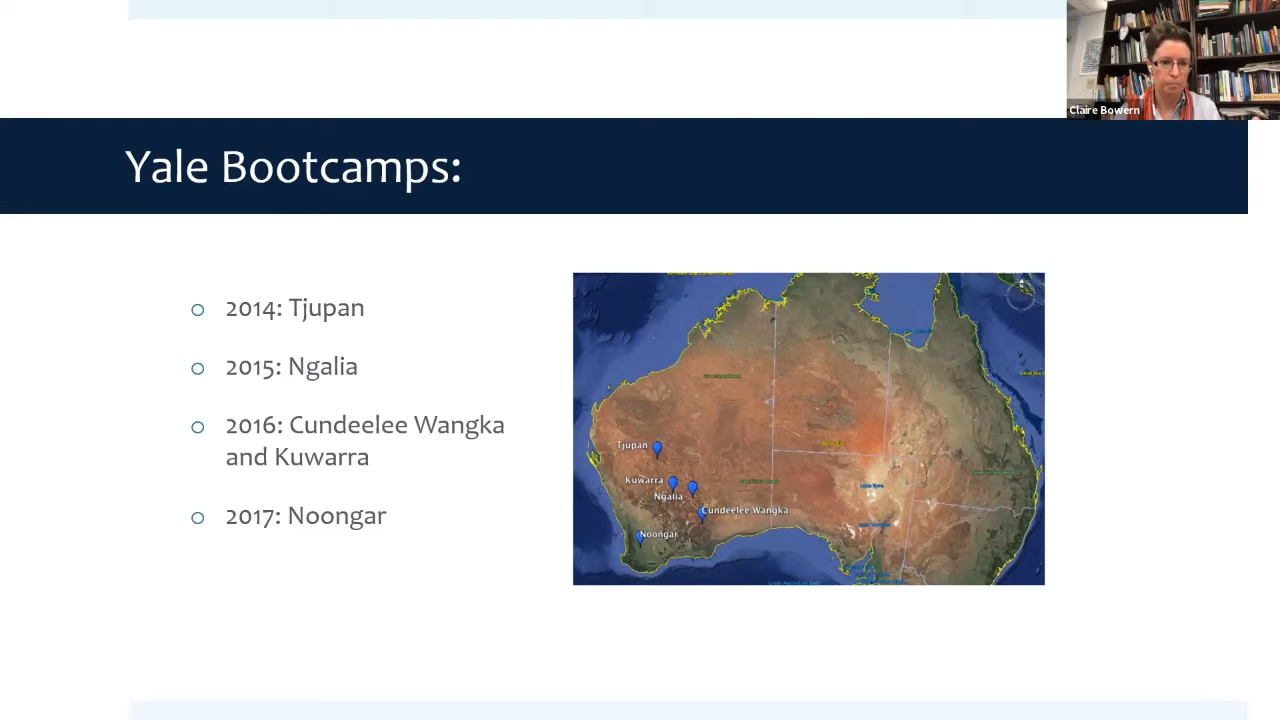 Claire Bowern
Yale Bootcamps:
2014: Tjupan
2015: Ngalia
2016: Cundeelee Wangka
and Kuwarra
2017: Noongar
Tjupan
Kuwarra
Ngalia
Cundeelee Wangka
Noongar